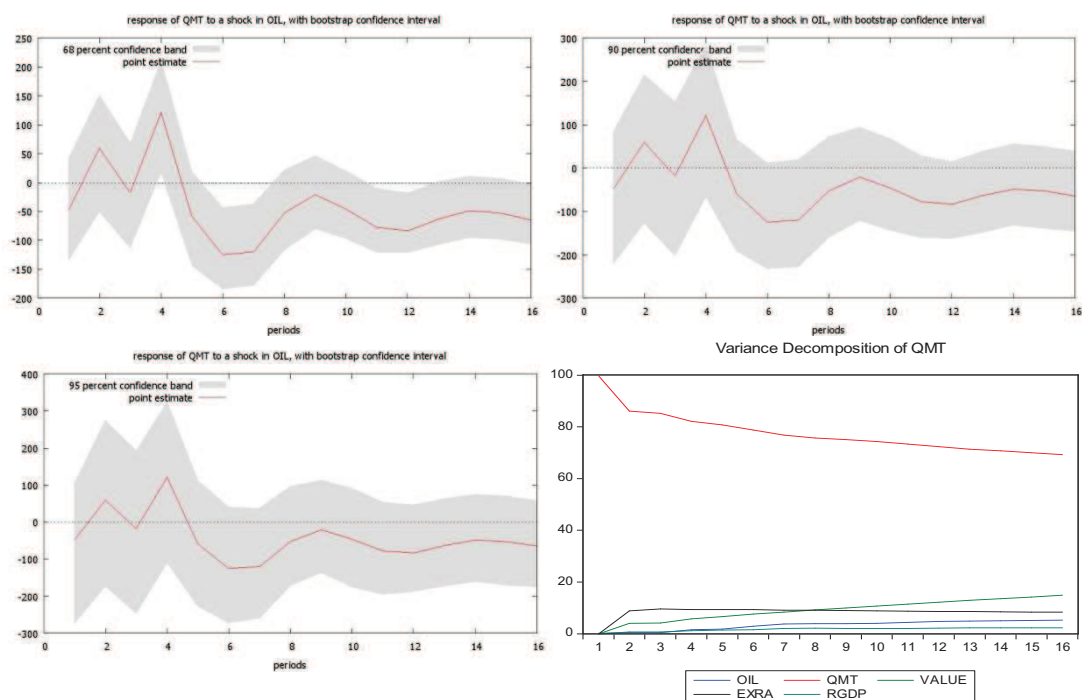 response of QMT to a shock in OIL, with bootstrap confidence interval
250
200
150
100
50
0
-50
-100
-150
-200
68 percent confidence band
point estimate
0 2 4 6 8 10 12 14 16
periods
response of QMT to a shock in OIL, with bootstrap confidence interval
300
200
100
0
-100
-200
-300
90 percent confidence band
point estimate
0 2 4 6 8 10 12 14 16
periods
response of QMT to a shock in OIL, with bootstrap confidence interval
400
300
200
100
0
-100
-200
-300
95 percent confidence band
point estimate
0 2 4 6 8 10 12 14 16
periods
Variance Decomposition of QMT
100
80
60
40
20
0
1 2 3 4 5 6 7 8 9 10 11 12 13 14 15 16
OIL QMT VALUE
EXRA RGDP